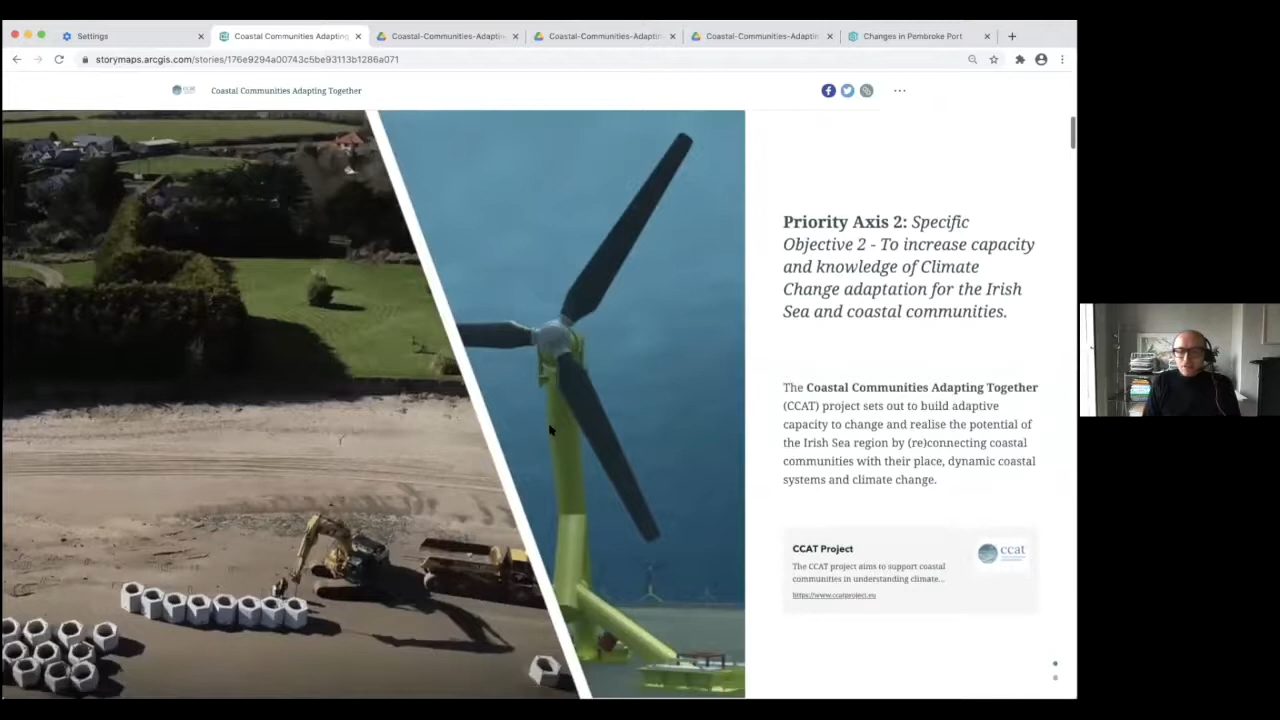 Settings
Coastal Communities Adapting
Coastal-Communities-Adaptin
Coastal-Communities-Adaptin
Coastal-Communities-Adaptin
Changes in Pembroke Port
storymaps.arcgis.com/stories/176e9294a00743c5be93113b1286a071
ccat
Coastal Communities Adapting Together
Priority Axis 2: Specific
Objective 2 - To increase capacity
and knowledge of Climate
Change adaptation for the Irish
Sea and coastal communities.
The Coastal Communities Adapting Together
(CCAT) project sets out to build adaptive
capacity to change and realise the potential of
the Irish Sea region by (re)connecting coastal
communities with their place, dynamic coastal
systems and climate change.
CCAT Project
The CCAT project aims to support coastal
communities in understanding climate...
https://www.ccatproject.eu
ccat